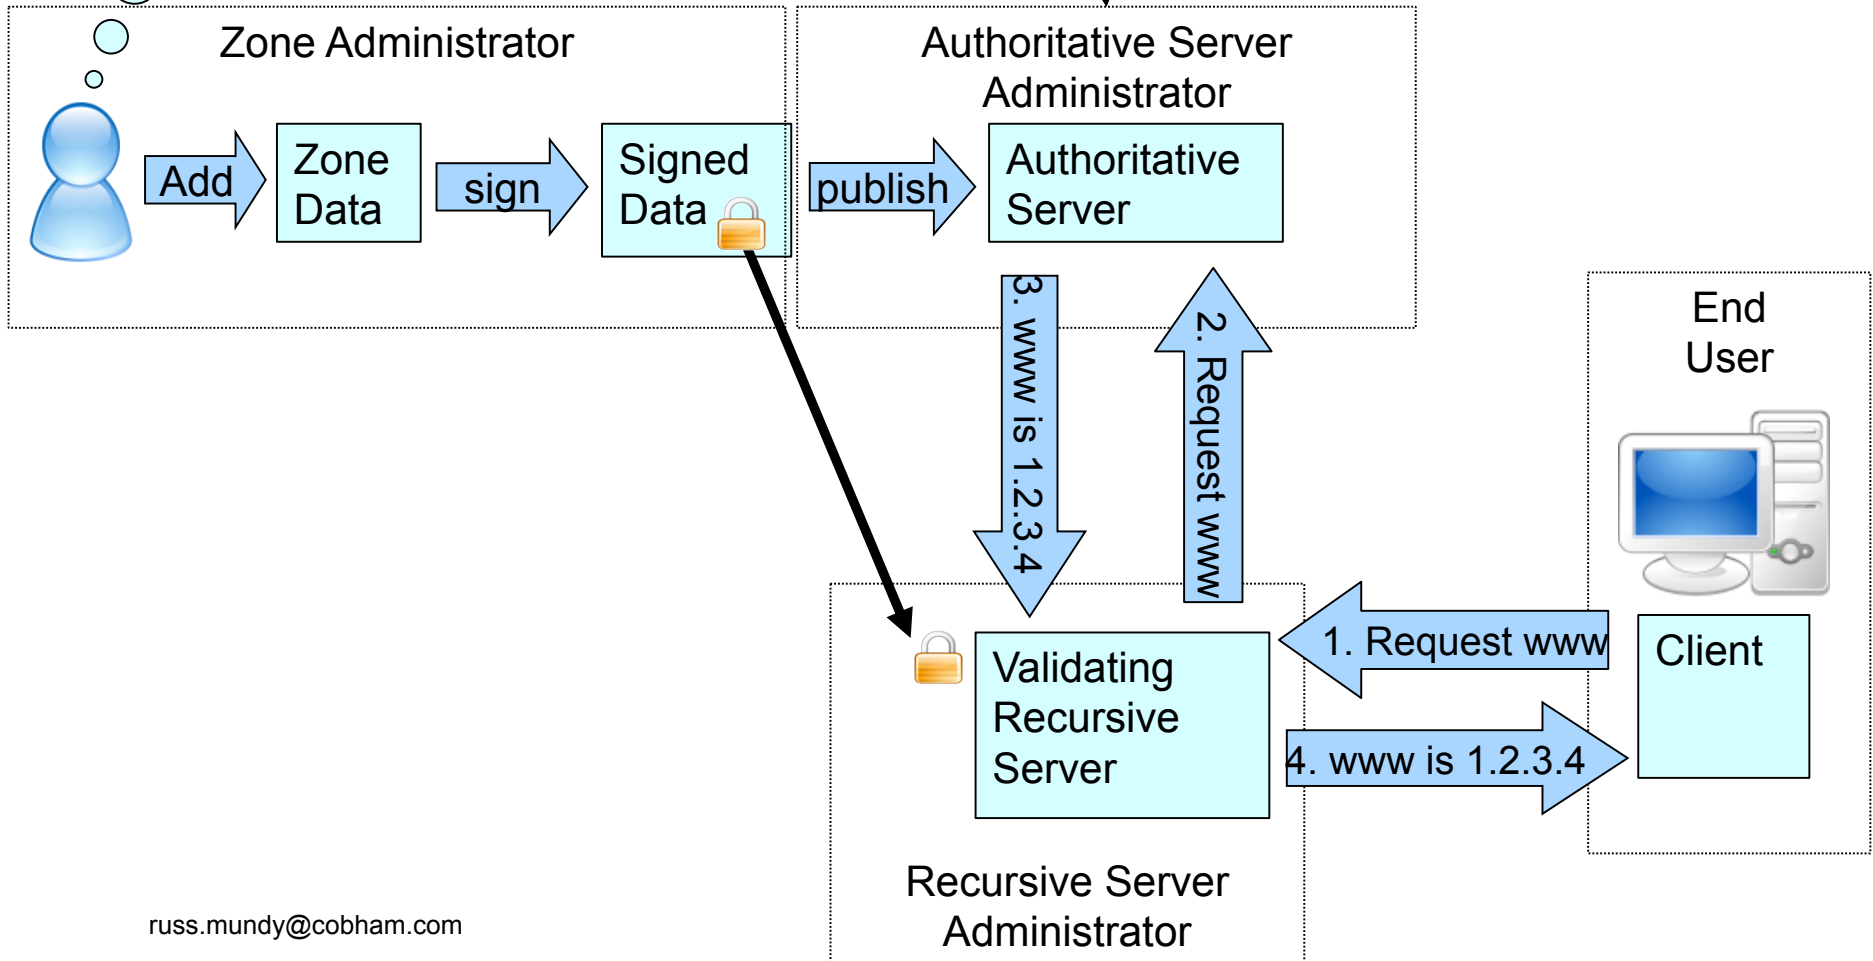 Zone Administrator
Authoritative Server
Administrator
Add
Zone
Data
sign
Signed
Data
publish
Authoritative
Server
3. www is 1.2.3.4
2. Request www
End
User
1. Request www
Client
Validating
Recursive
Server
4. www is 1.2.3.4
Recursive Server
Administrator
russ.mundy@cobham.com